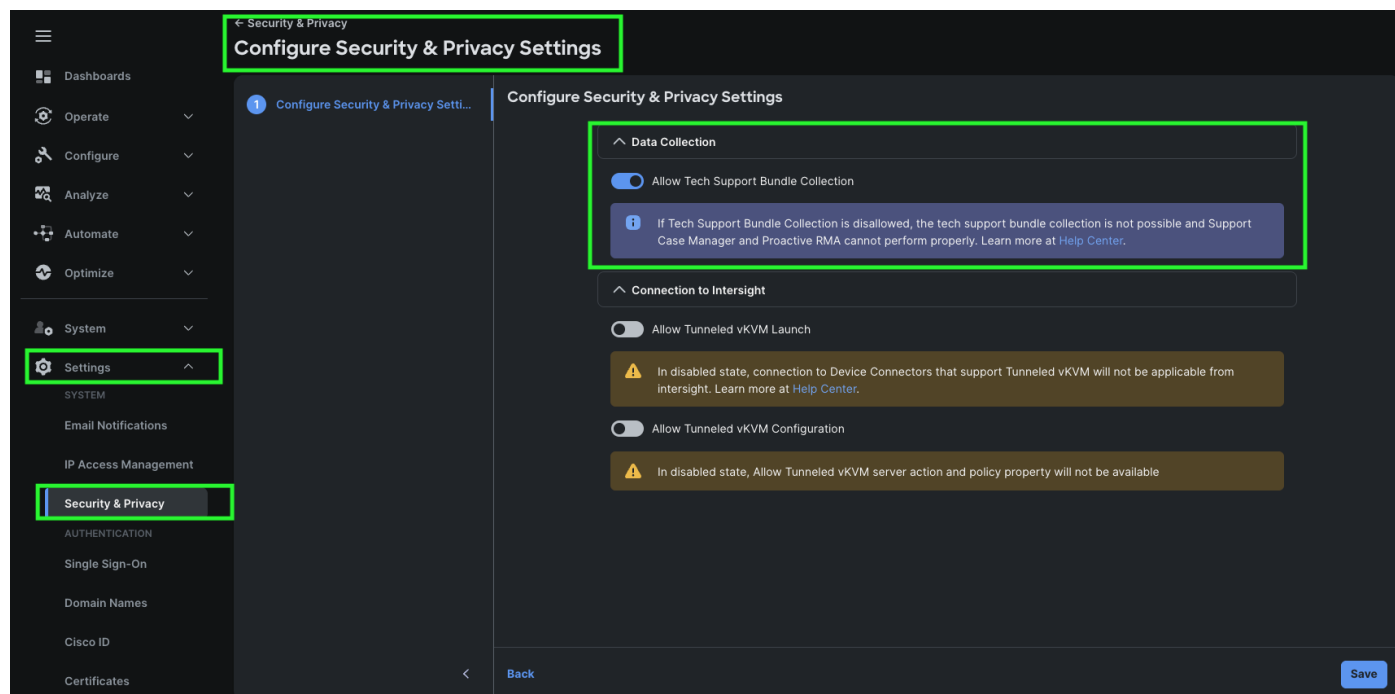 ← Security & Privacy
Configure Security & Privacy Settings
Dashboards
Operate
Configure
Analyze
Automate
Optimize
System
Settings
SYSTEM
Email Notifications
IP Access Management
Security & Privacy
AUTHENTICATION
Single Sign-On
Domain Names
Cisco ID
Certificates
1 Configure Security & Privacy Setti...
Configure Security & Privacy Settings
Data Collection
Allow Tech Support Bundle Collection
If Tech Support Bundle Collection is disallowed, the tech support bundle collection is not possible and Support
Case Manager and Proactive RMA cannot perform properly. Learn more at Help Center.
Connection to Intersight
Allow Tunneled vKVM Launch
In disabled state, connection to Device Connectors that support Tunneled vKVM will not be applicable from
intersight. Learn more at Help Center.
Allow Tunneled vKVM Configuration
In disabled state, Allow Tunneled vKVM server action and policy property will not be available
Back
Save